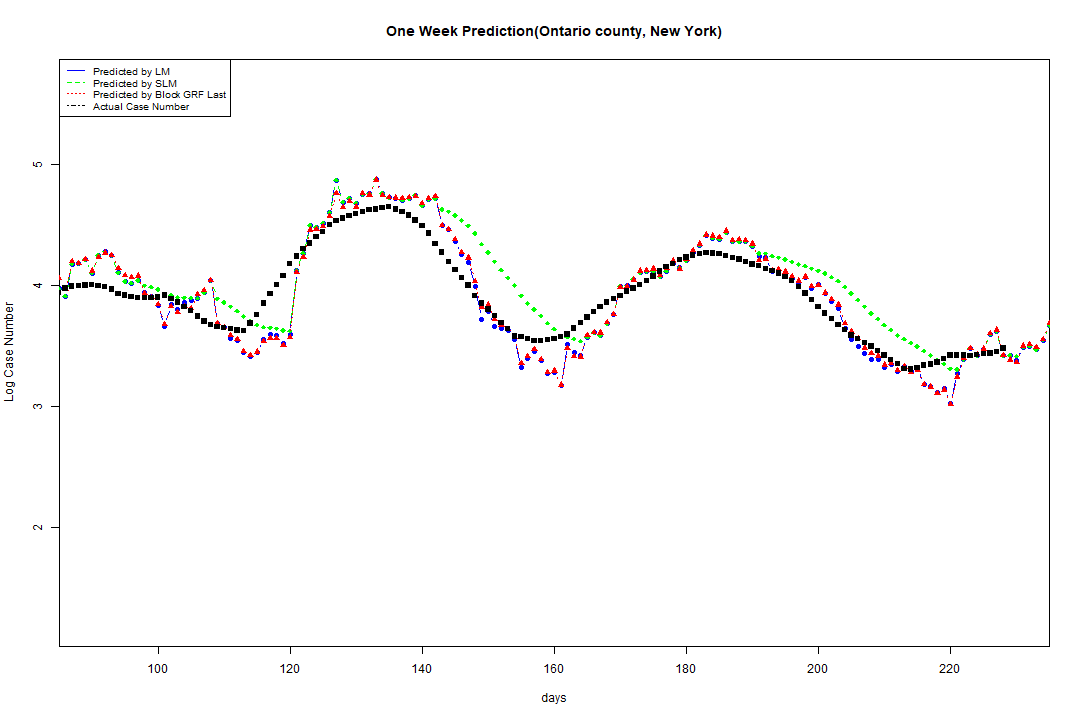 One Week Prediction(Ontario county, New York)
Predicted by LM
Predicted by SLM
Predicted by Block GRF Last
Actual Case Number
5
4
3
2
Log Case Number
100 120 140 160 180 200 220
days